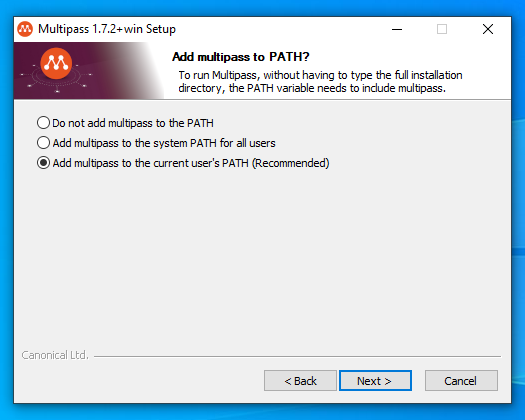 Multipass 1.7.2+win Setup
Add multipass to PATH?
To run Multipass, without having to type the full installation
directory, the PATH variable needs to include multipass.
Do not add multipass to the PATH
Add multipass to the system PATH for all users
Add multipass to the current user's PATH (Recommended)
Canonical Ltd.
< Back
Next >
Cancel